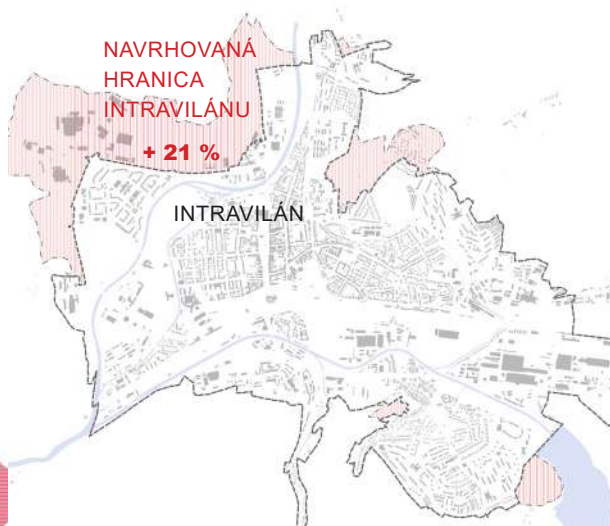 NAVRHOVANÁ
HRANICA
INTRAVILÁNU
+ 21 %
INTRAVILÁN